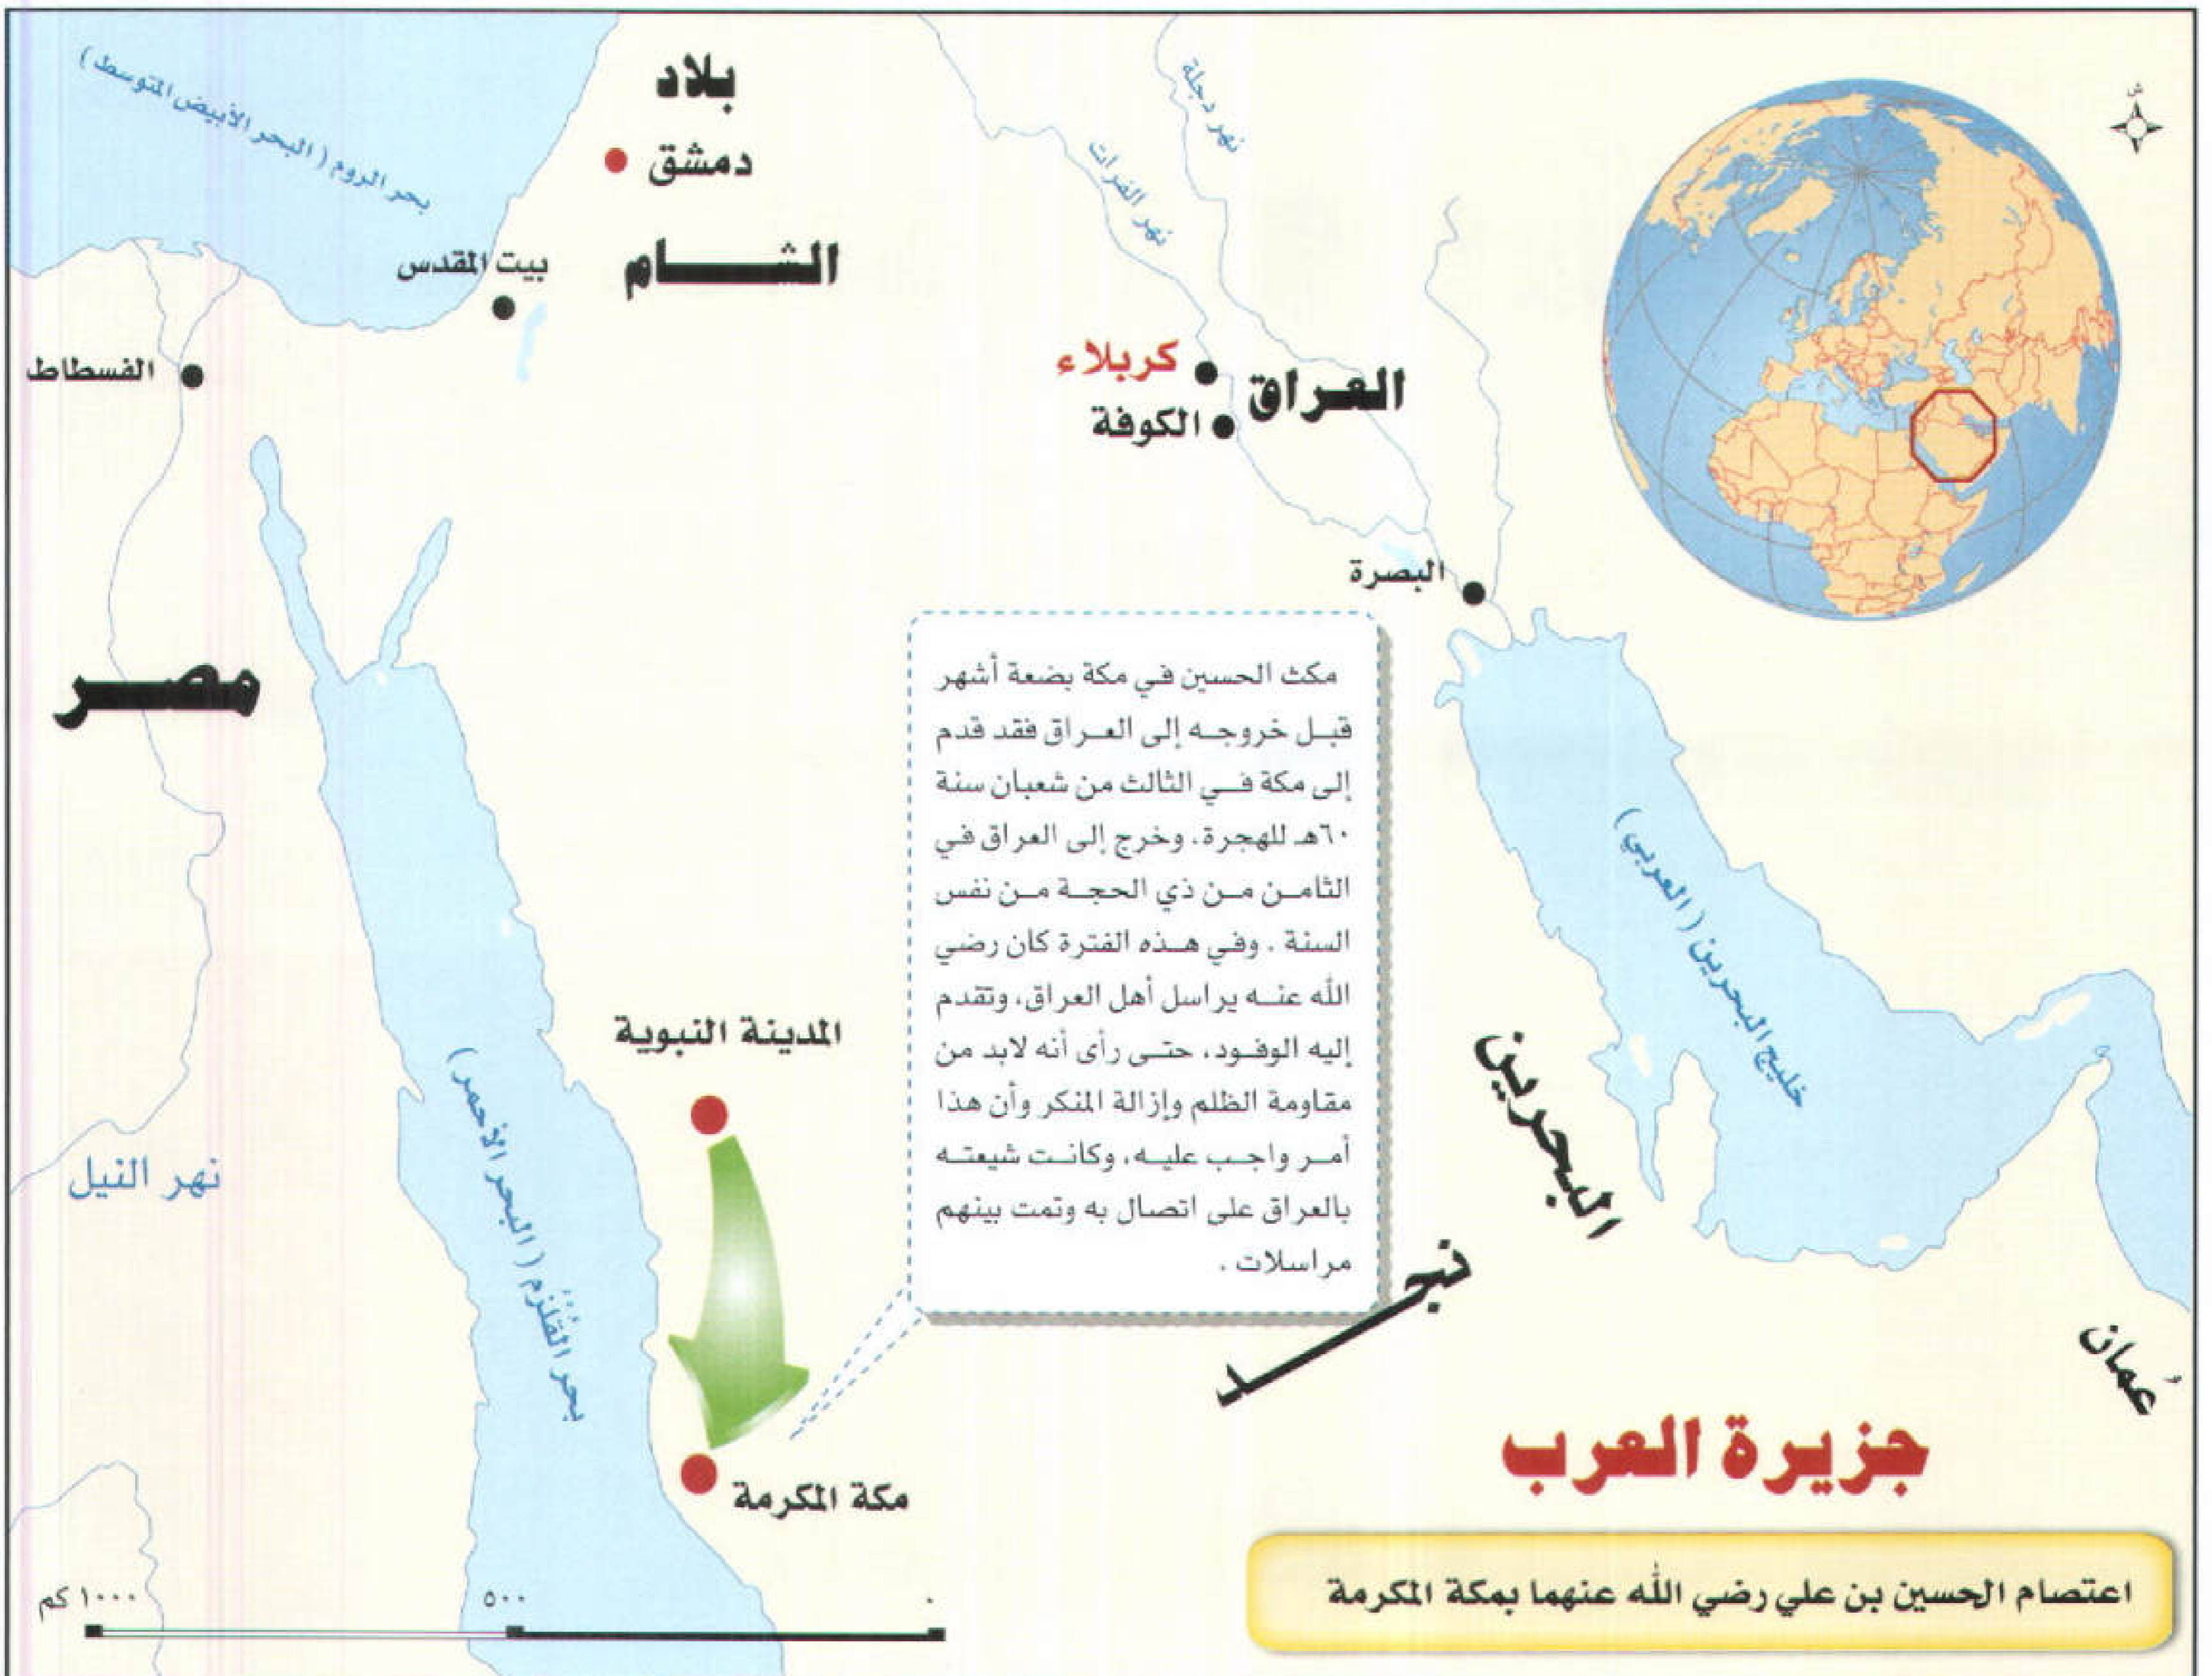 بحر الروم ( البحر الأبيض المتوسط )
بلاد
دمشق
الشــــام
بيت المقدس
الفسطاط
نهر دجلة
نهر الفرات
ش
كربلاء
العراق
الكوفة
البصرة
مصــر
مكث الحسين في مكة بضعة أشهر
قبل خروجه إلى العراق فقد قدم
إلى مكة في الثالث من شعبان سنة
٦٠هـ للهجرة. وخرج إلى العراق في
الثامن من ذي الحجة من نفس
السنة . وفي هذه الفترة كان رضي
الله عنه يراسل أهل العراق، وتقدم
إليه الوفود، حتى رأى أنه لابد من
مقاومة الظلم وإزالة المنكر وأن هذا
أمر واجب عليه، وكانت شيعته
بالعراق على اتصال به وتمت بينهم
مراسلات .
خليج البحرين ( العربي )
البحرين
المدينة النبوية
بحر القُلْزُم ( البحر الأحمر )
نهر النيل
نجــــد
عُمان
جزيرة العرب
مكة المكرمة
اعتصام الحسين بن علي رضي الله عنهما بمكة المكرمة
١٠٠٠ كم
٥٠٠
٠